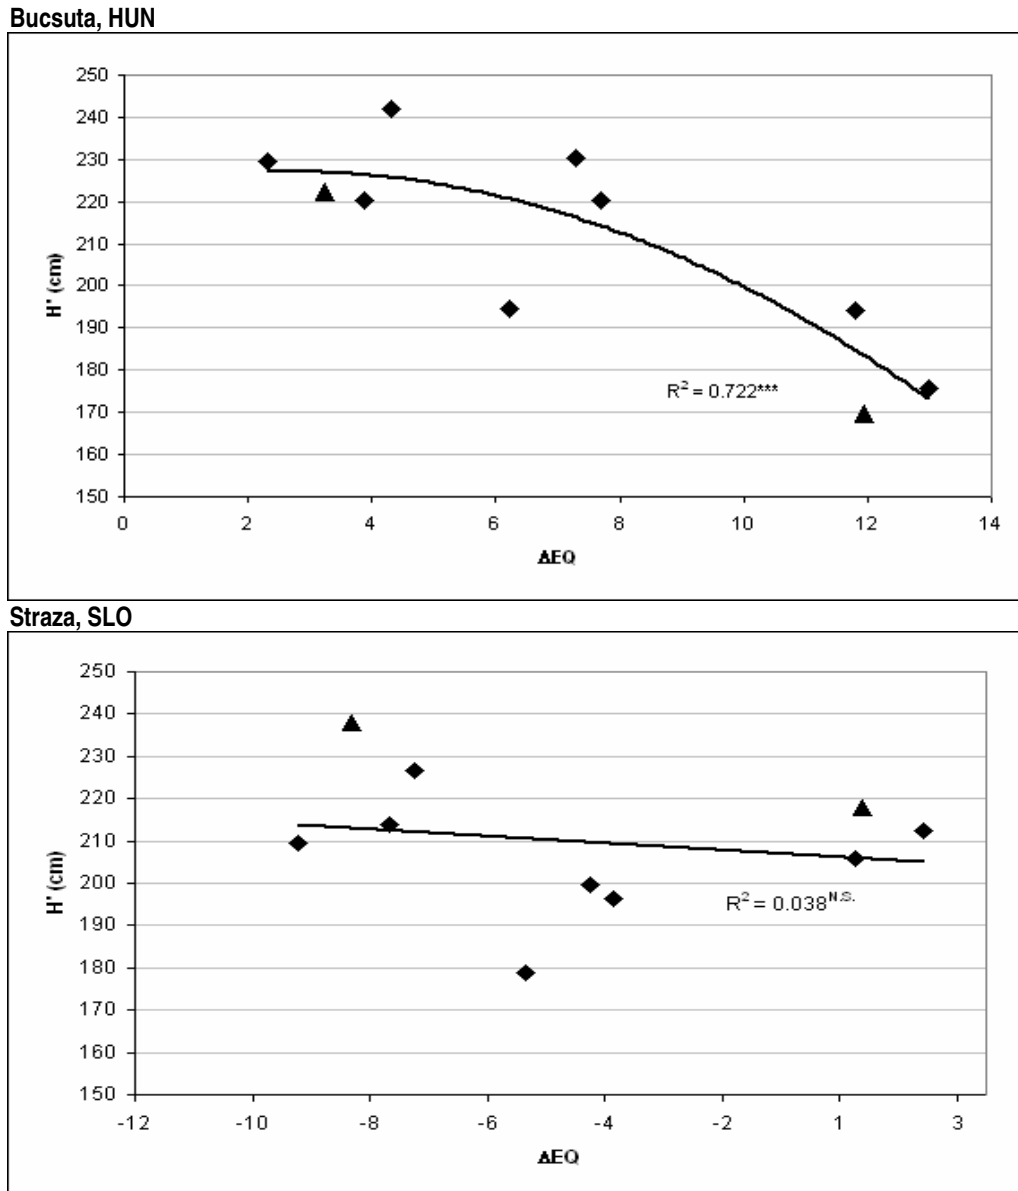 Bucsuta, HUN
250
240
230
220
210
200
190
180
170
160
150
H' (cm)
R² = 0.722***
0 2 4 6 8 10 12 14
ΔEQ
Straza, SLO
250
240
230
220
210
200
190
180
170
160
150
H' (cm)
R² = 0.038N.S.
-12 -10 -8 -6 -4 -2 1 3
ΔEQ